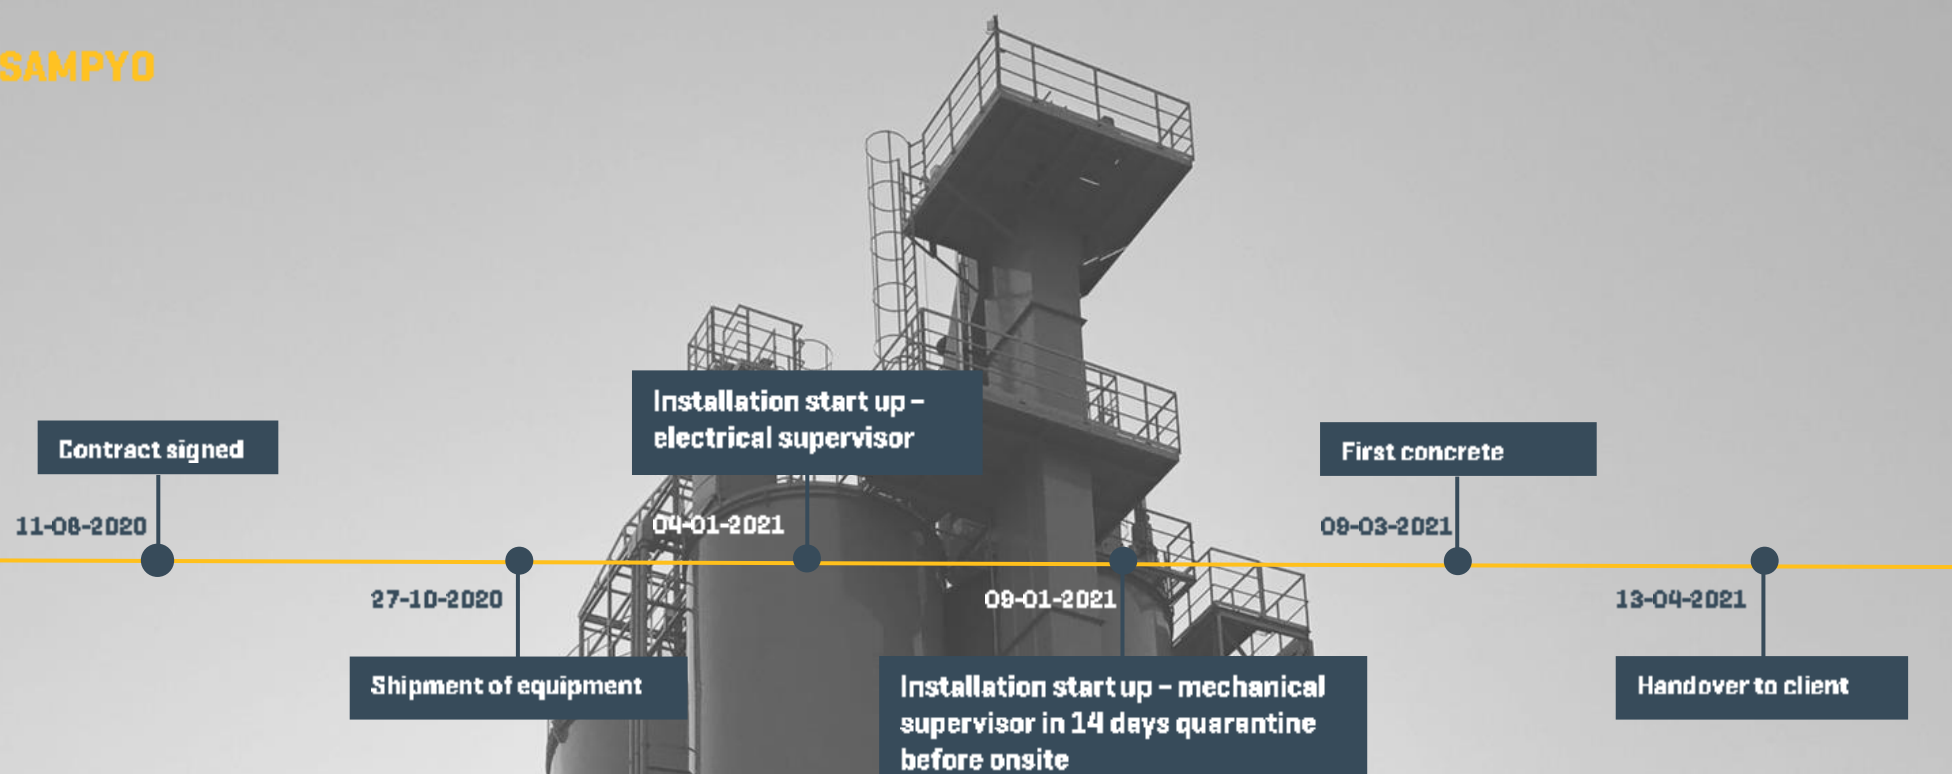 SAMPYO
Contract signed
11-08-2020
27-10-2020
Shipment of equipment
Installation start up –
electrical supervisor
04-01-2021
09-01-2021
Installation start up – mechanical
supervisor in 14 days quarantine
before onsite
First concrete
09-03-2021
13-04-2021
Handover to client